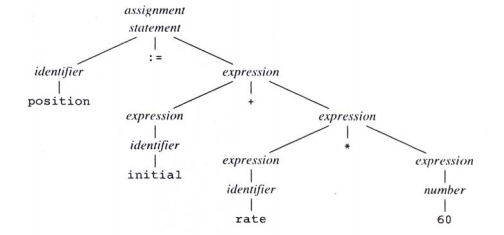 assignment
statement
identifier := expression
position expression + expression
identifier expression * expression
initial identifier number
rate 60